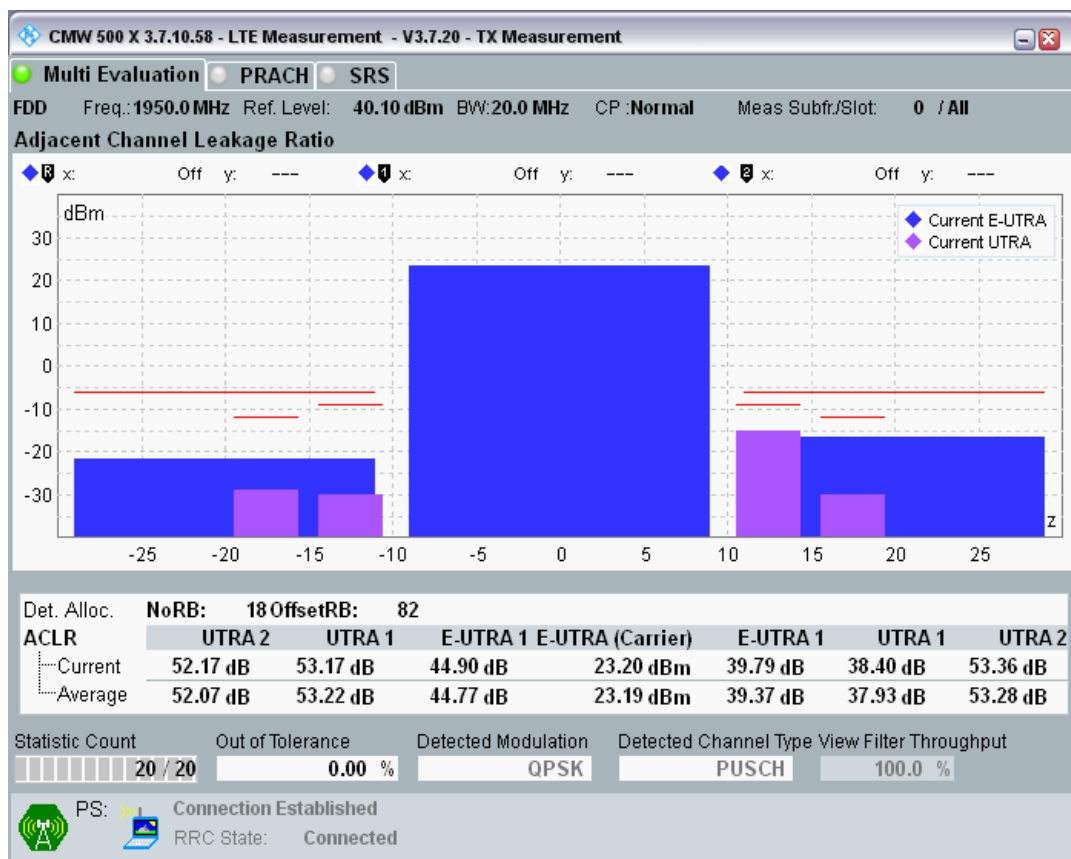 CMW 500 X 3.7.10.58 - LTE Measurement - V3.7.20 - TX Measurement
Multi Evaluation PRACH SRS
FDD Freq.:1950.0 MHz Ref. Level: 40.10 dBm BW:20.0 MHz CP :Normal Meas Subfr./Slot: 0 / All
Adjacent Channel Leakage Ratio
R x: Off y: --- 1 x: Off y: --- 2 x: Off y: ---
dBm
Current E-UTRA
Current UTRA
30
20
10
0
-10
-20
-30
z
-25 -20 -15 -10 -5 0 5 10 15 20 25
Det. Alloc. NoRB: 18 OffsetRB: 82
ACLR UTRA 2 UTRA 1 E-UTRA 1 E-UTRA (Carrier) E-UTRA 1 UTRA 1 UTRA 2
Current 52.17 dB 53.17 dB 44.90 dB 23.20 dBm 39.79 dB 38.40 dB 53.36 dB
Average 52.07 dB 53.22 dB 44.77 dB 23.19 dBm 39.37 dB 37.93 dB 53.28 dB
Statistic Count Out of Tolerance Detected Modulation Detected Channel Type View Filter Throughput
20 / 20 0.00 % QPSK PUSCH 100.0 %
PS: Connection Established
RRC State: Connected